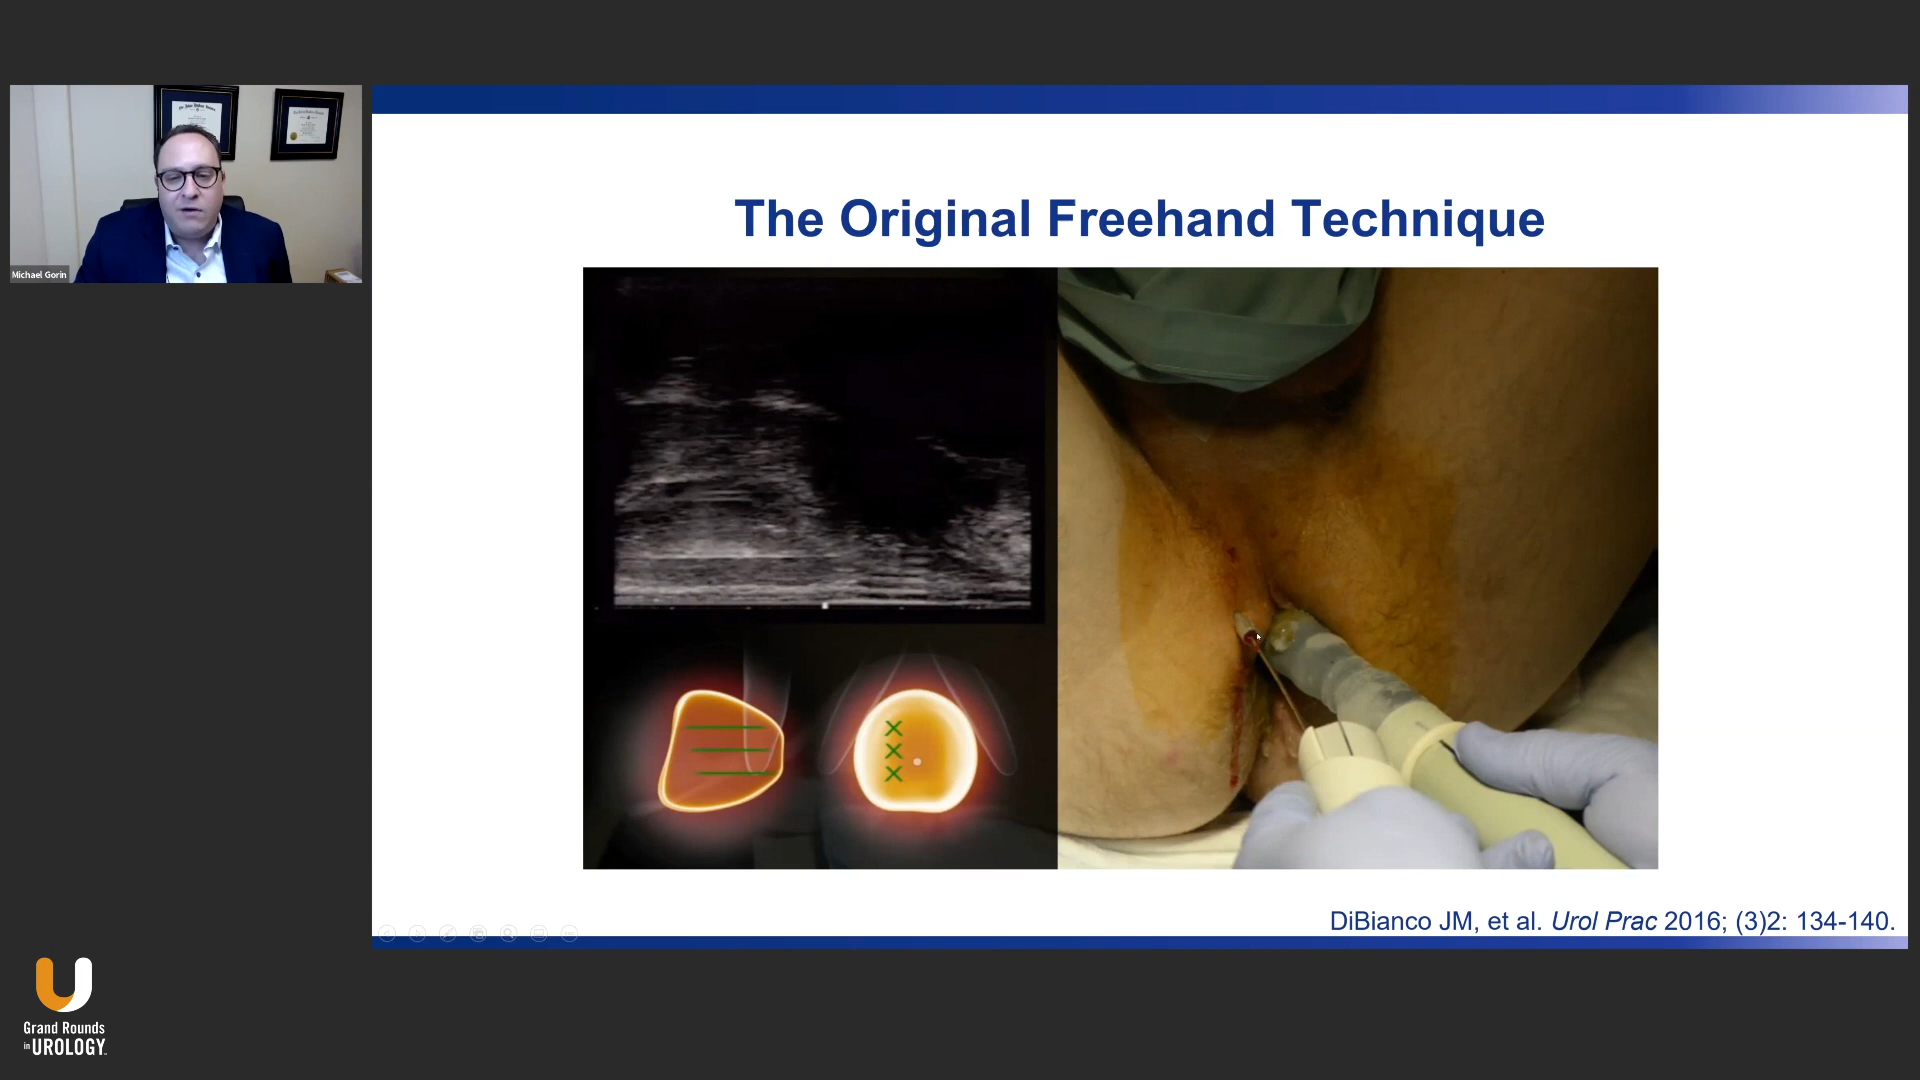 Michael Gorin
The Original Freehand Technique
DiBianco JM, et al. Urol Prac 2016; (3)2: 134-140.
U
Grand Rounds
in UROLOGY